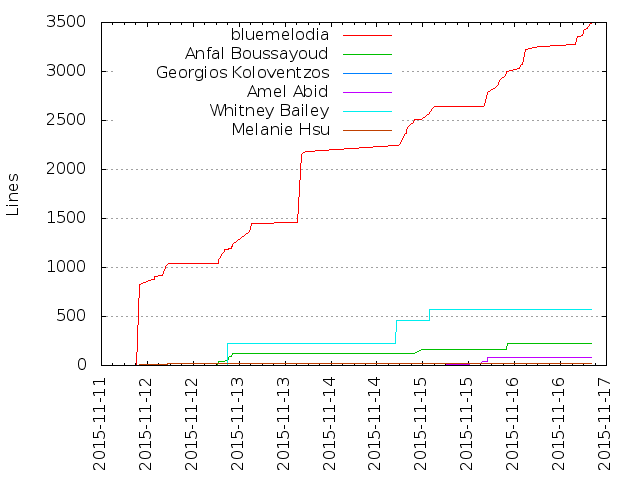 3500
3000
2500
2000
1500
1000
500
0
Lines
bluemelodia
Anfal Boussayoud
Georgios Koloventzos
Amel Abid
Whitney Bailey
Melanie Hsu
2015-11-11
2015-11-12
2015-11-12
2015-11-13
2015-11-13
2015-11-14
2015-11-14
2015-11-15
2015-11-15
2015-11-16
2015-11-16
2015-11-17